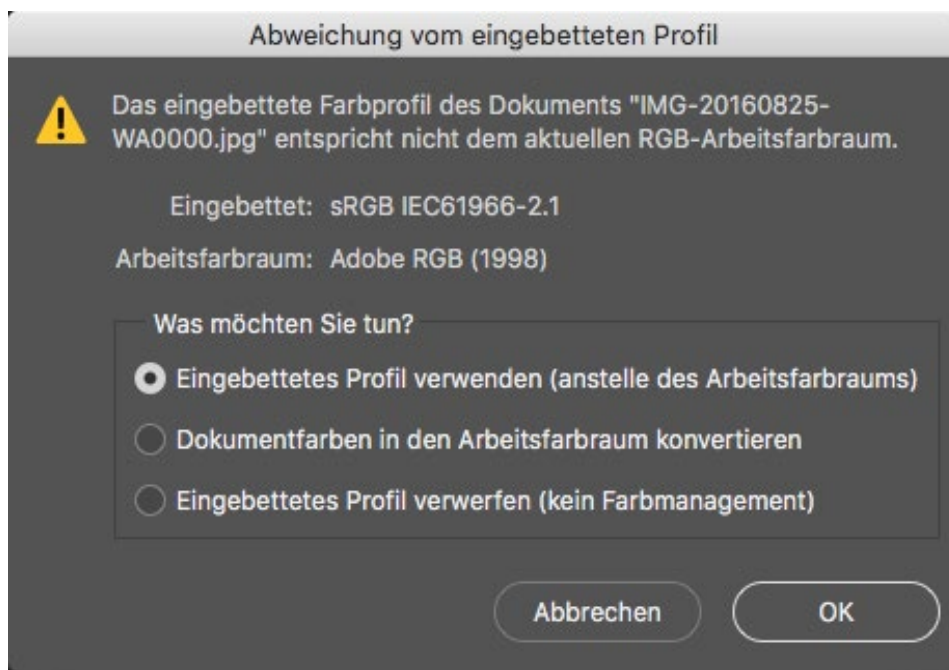 Abweichung vom eingebetteten Profil
Das eingebettete Farbprofil des Dokuments "IMG-20160825-
WA0000.jpg" entspricht nicht dem aktuellen RGB-Arbeitsfarbraum.
Eingebettet: sRGB IEC61966-2.1
Arbeitsfarbraum: Adobe RGB (1998)
Was möchten Sie tun?
Eingebettetes Profil verwenden (anstelle des Arbeitsfarbraums)
Dokumentfarben in den Arbeitsfarbraum konvertieren
Eingebettetes Profil verwerfen (kein Farbmanagement)
Abbrechen OK